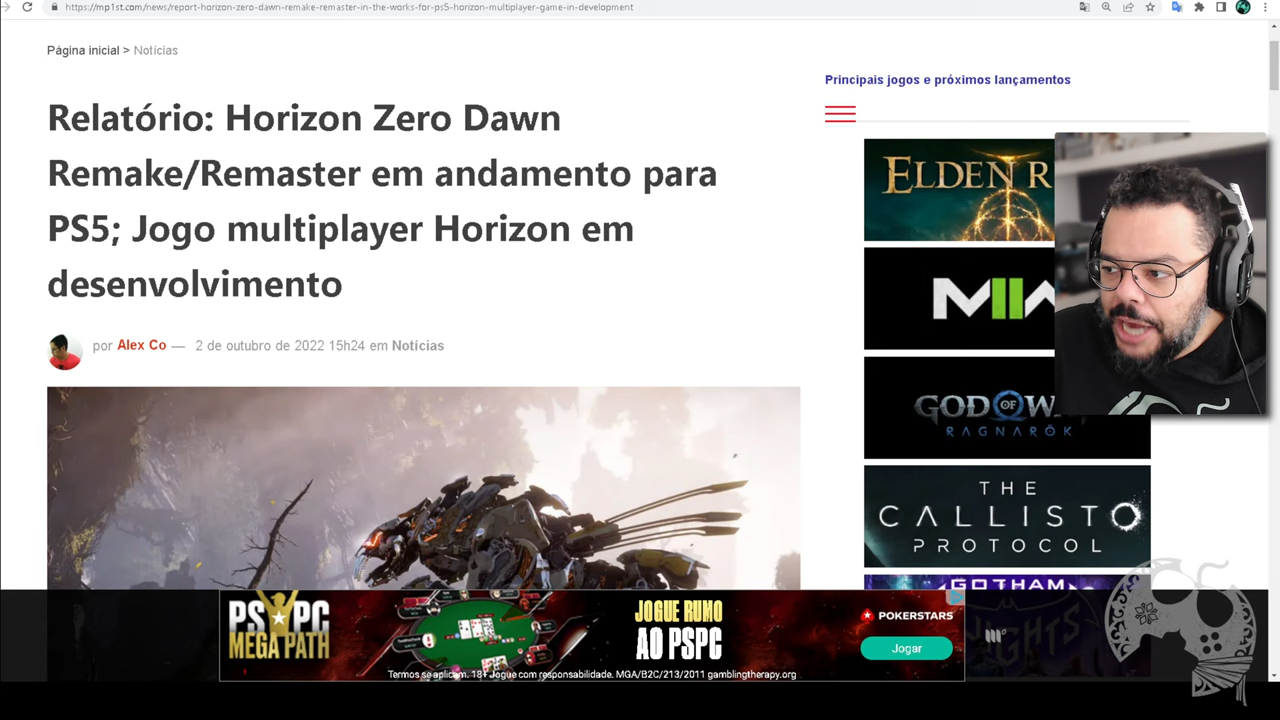 https://mp1st.com/news/report-horizon-zero-dawn-remake-remaster-in-the-works-for-ps5-horizon-multiplayer-game-in-development
Página inicial > Notícias
Relatório: Horizon Zero Dawn
Remake/Remaster em andamento para
PS5; Jogo multiplayer Horizon em
desenvolvimento
por Alex Co — 2 de outubro de 2022 15h24 em Notícias
Principais jogos e próximos lançamentos
ELDEN R
MII
GOD OF WA
RAGNARÖK
THE
CALLISTO
PROTOCOL
GOTHAM
KNIGHTS
PSPC
MEGA PATH
JOGUE RUMO
AO PSPC
POKERSTARS
Jogar
Termos se aplicam. 18+ Jogue com responsabilidade. MGA/B2C/213/2011 gamblingtherapy.org